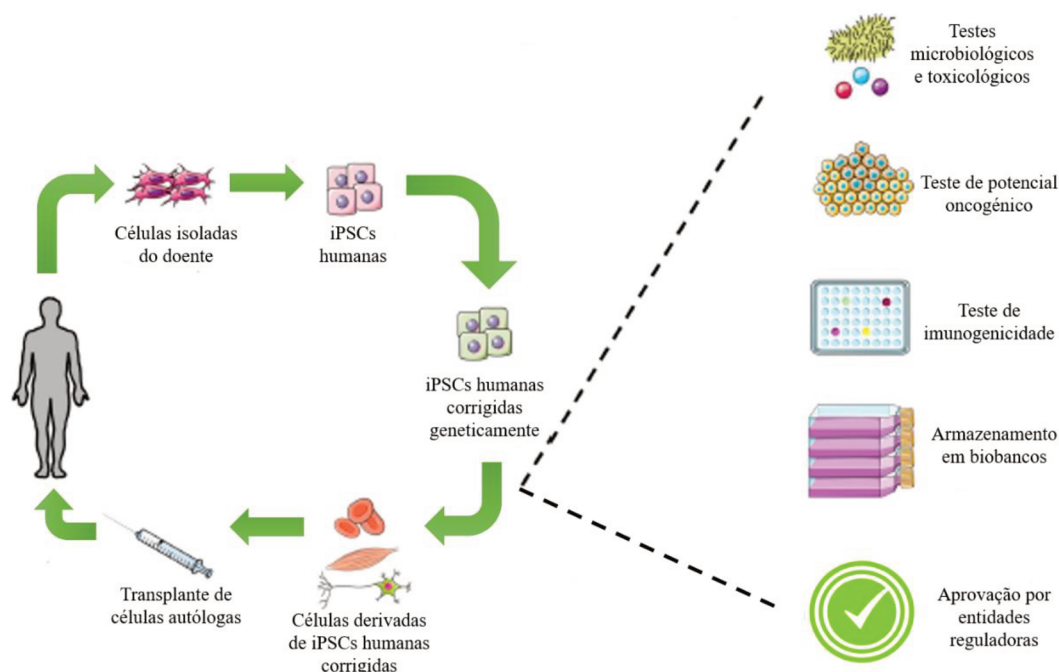 Células isoladas
do doente
iPSCs
humanas
iPSCs humanas
corrigidas
geneticamente
Células derivadas
de iPSCs humanas
corrigidas
Transplante de
células autólogas
Testes
microbiológicos
e toxicológicos
Teste de potencial
oncogénico
Teste de
imunogenicidade
Armazenamento
em biobancos
Aprovação por
entidades
reguladoras